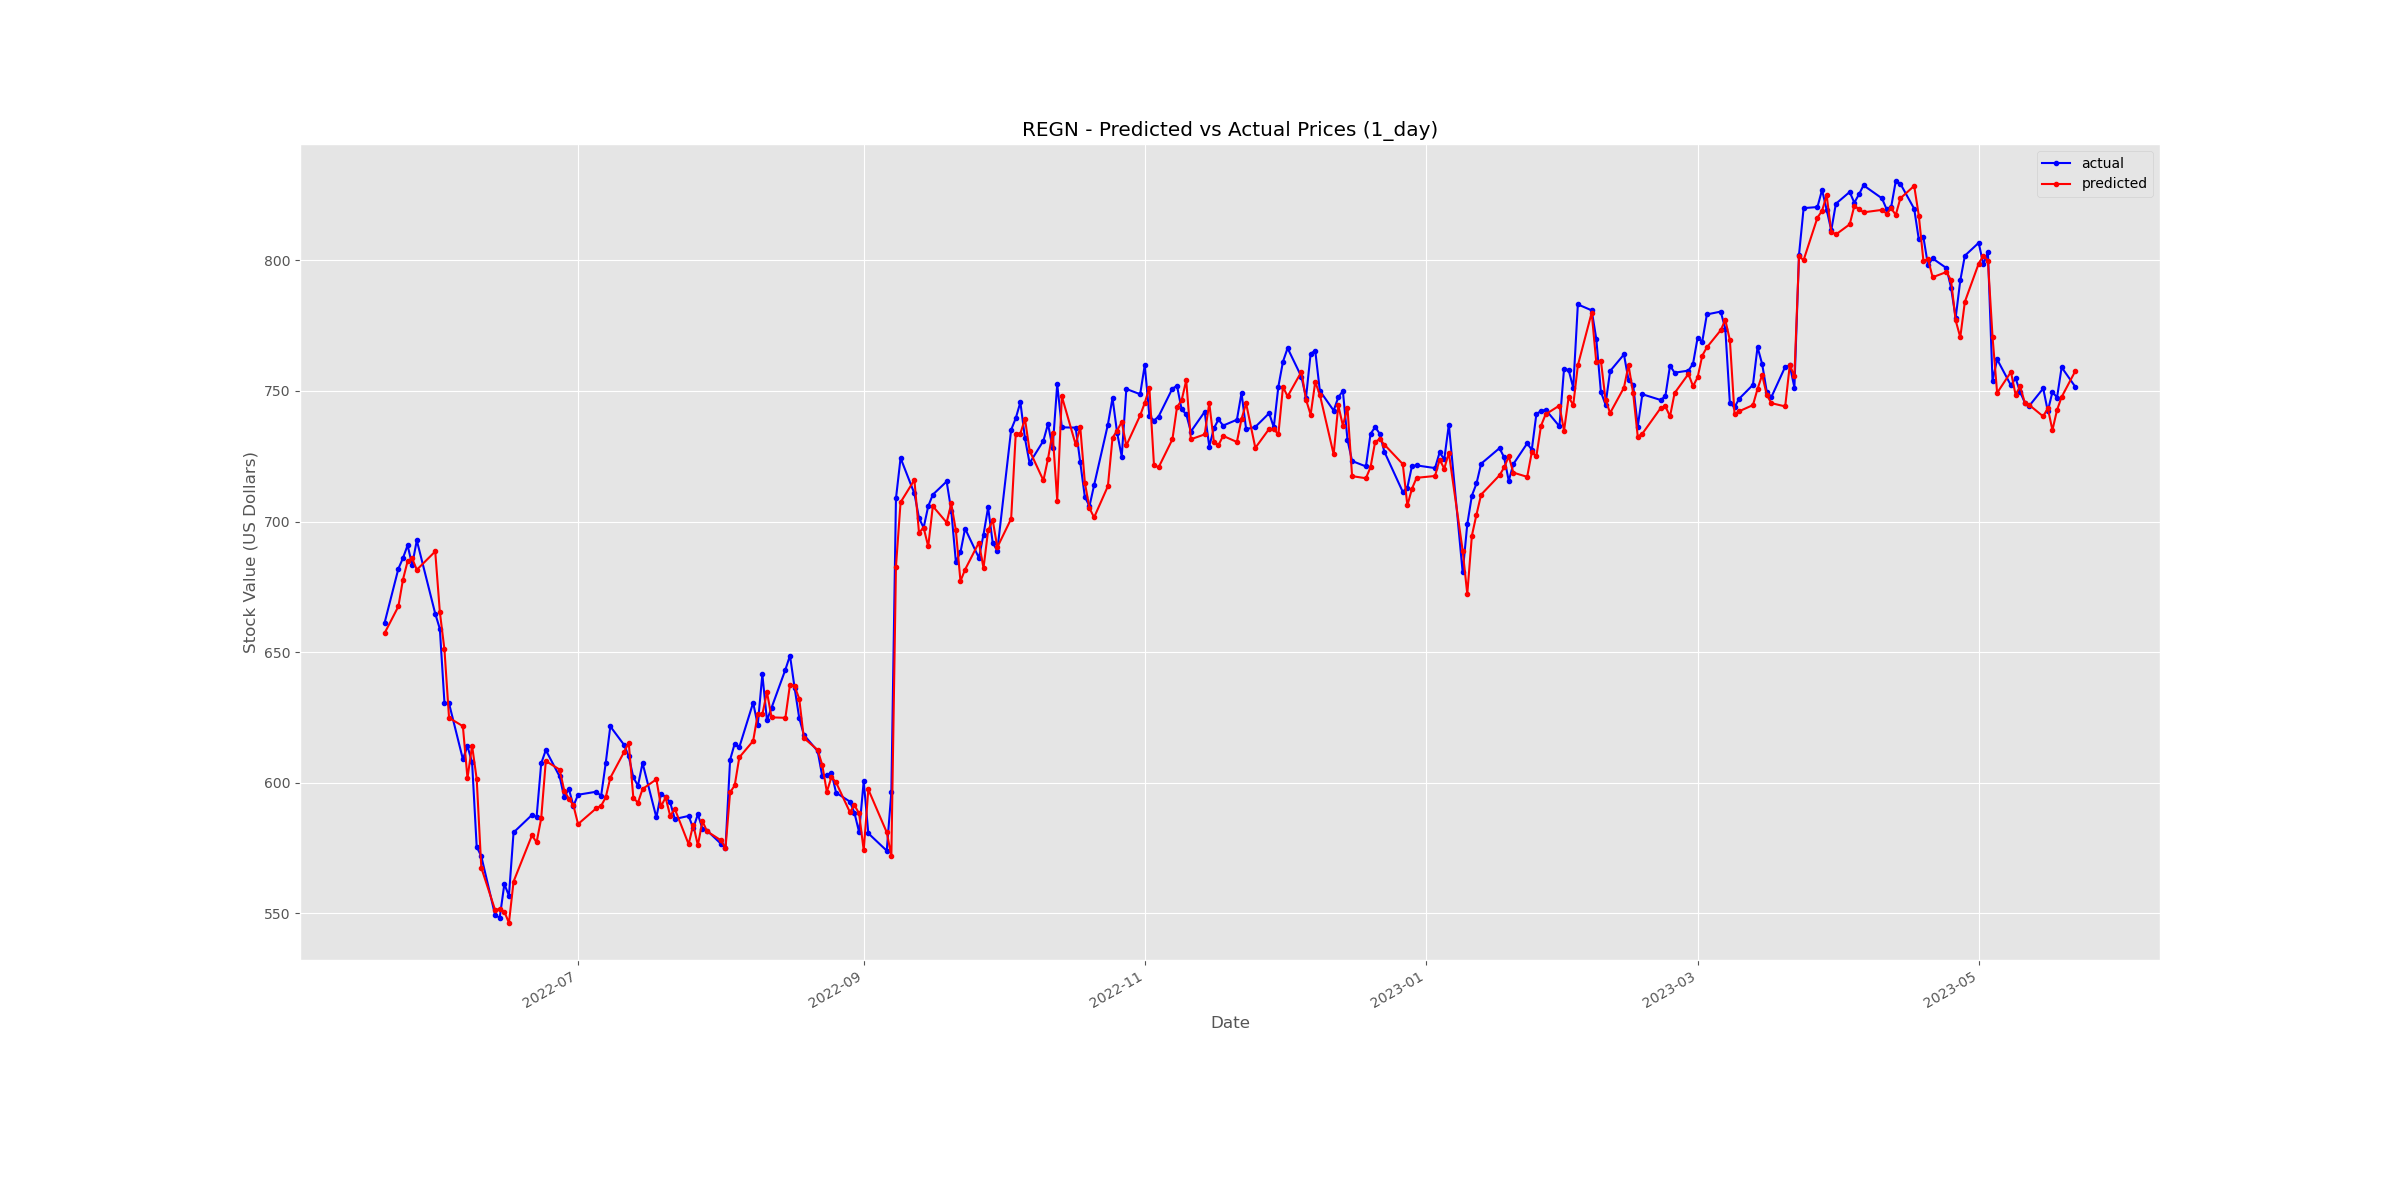 REGN - Predicted vs Actual Prices (1_day)
actual
predicted
Stock Value (US Dollars)
800
750
700
650
600
550
2022-07
2022-09
2022-11
2023-01
2023-03
2023-05
Date